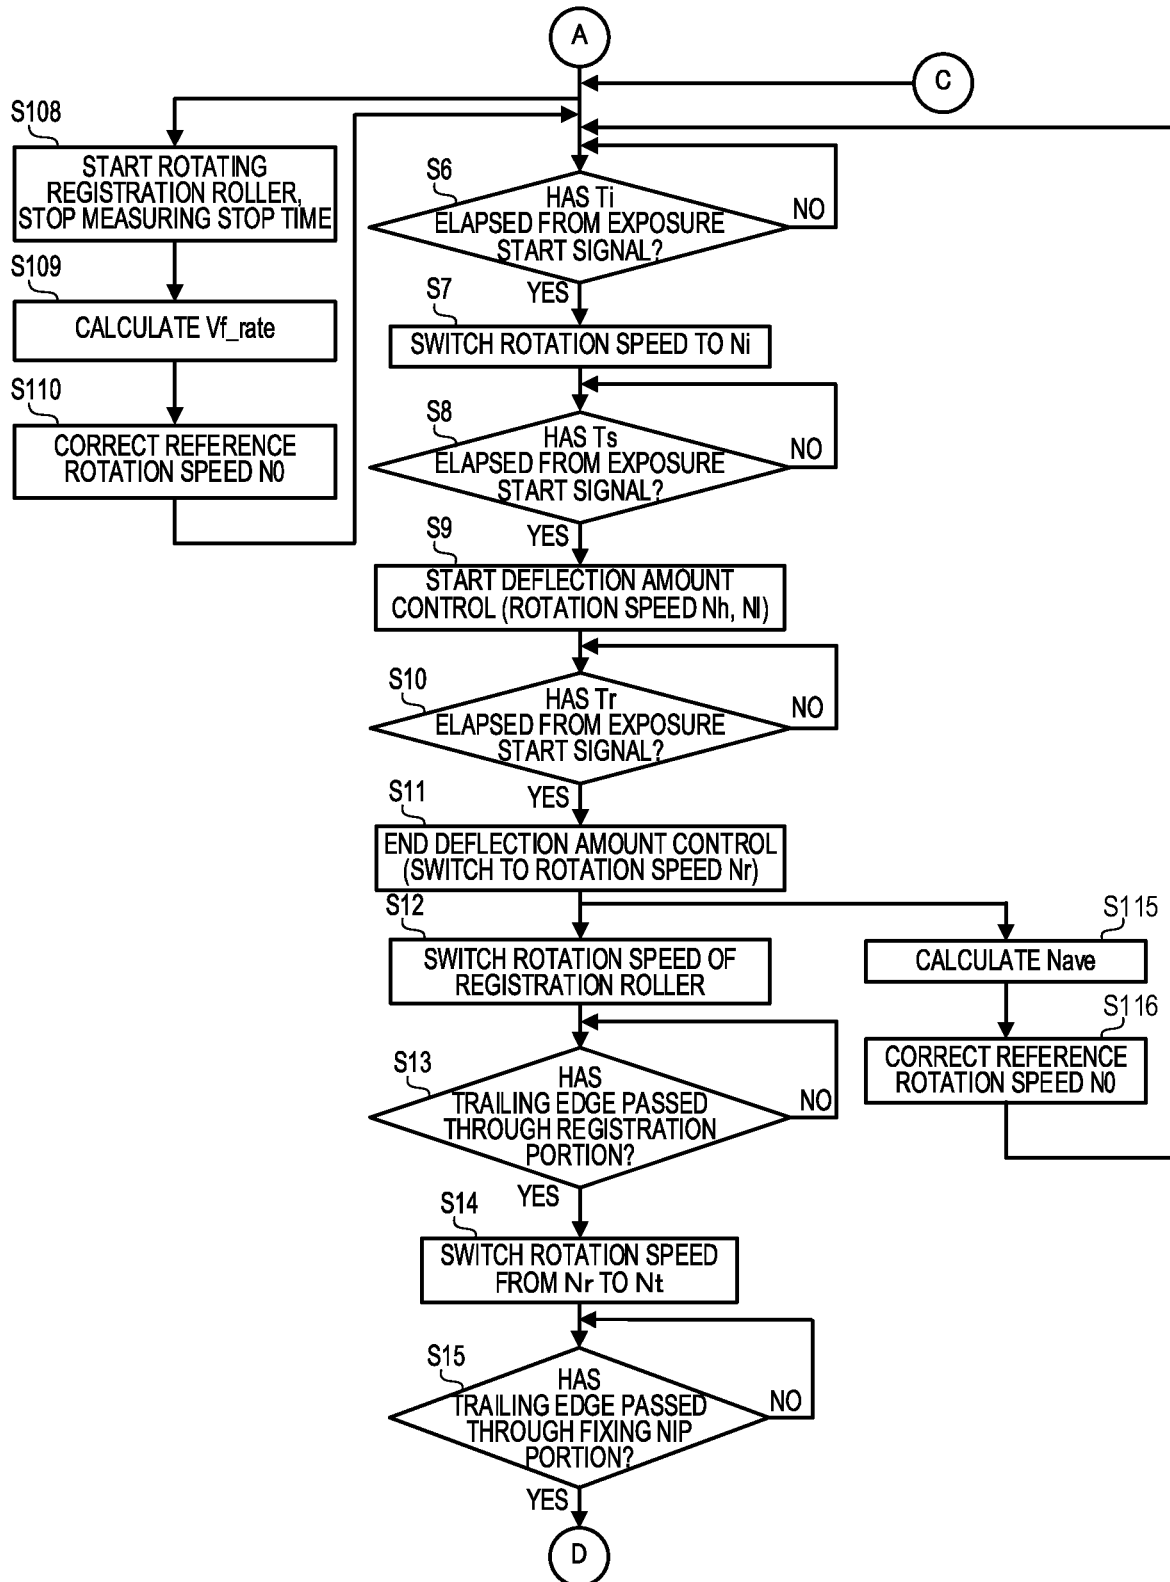 A
C
S108
START ROTATING
REGISTRATION ROLLER,
STOP MEASURING STOP TIME
S109
CALCULATE Vf_rate
S110
CORRECT REFERENCE
ROTATION SPEED N0
S6
HAS Ti
ELAPSED FROM EXPOSURE
START SIGNAL?
NO
YES
S7
SWITCH ROTATION SPEED TO Ni
S8
HAS Ts
ELAPSED FROM EXPOSURE
START SIGNAL?
NO
YES
S9
START DEFLECTION AMOUNT
CONTROL (ROTATION SPEED Nh, Nl)
S10
HAS Tr
ELAPSED FROM EXPOSURE
START SIGNAL?
NO
YES
S11
END DEFLECTION AMOUNT CONTROL
(SWITCH TO ROTATION SPEED Nr)
S12
SWITCH ROTATION SPEED OF
REGISTRATION ROLLER
S115
CALCULATE Nave
S116
CORRECT REFERENCE
ROTATION SPEED N0
S13
HAS
TRAILING EDGE PASSED
THROUGH REGISTRATION
PORTION?
NO
YES
S14
SWITCH ROTATION SPEED
FROM Nr TO Nt
S15
HAS
TRAILING EDGE PASSED
THROUGH FIXING NIP
PORTION?
NO
YES
D